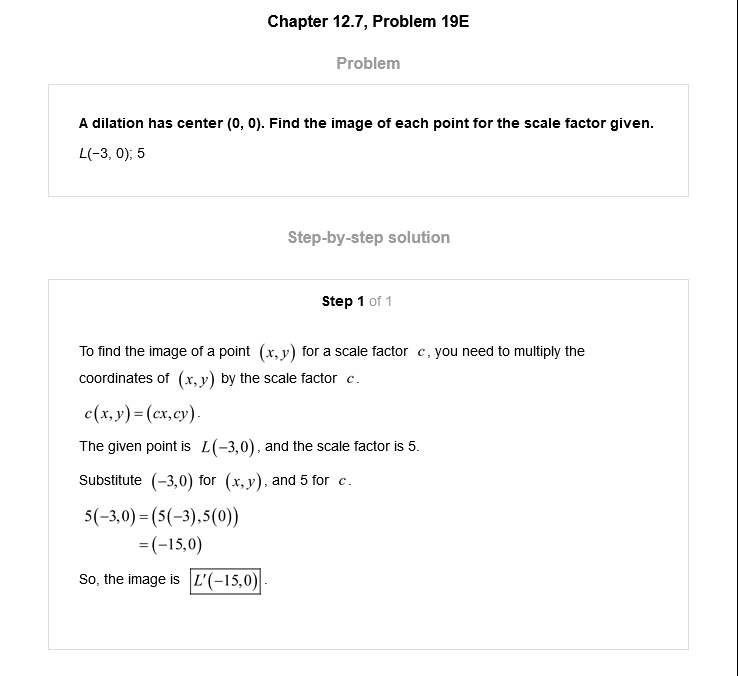 Chapter 12.7, Problem 19E
Problem
A dilation has center (0, 0). Find the image of each point for the scale factor given.
L(−3, 0); 5
Step-by-step solution
Step 1 of 1
To find the image of a point (x, y) for a scale factor c, you need to multiply the
coordinates of (x, y) by the scale factor c.
c(x, y) = (cx, cy).
The given point is L(−3,0), and the scale factor is 5.
Substitute (−3,0) for (x, y), and 5 for c.
5(−3,0) = (5(−3),5(0))
= (−15,0)
So, the image is L′(−15,0).